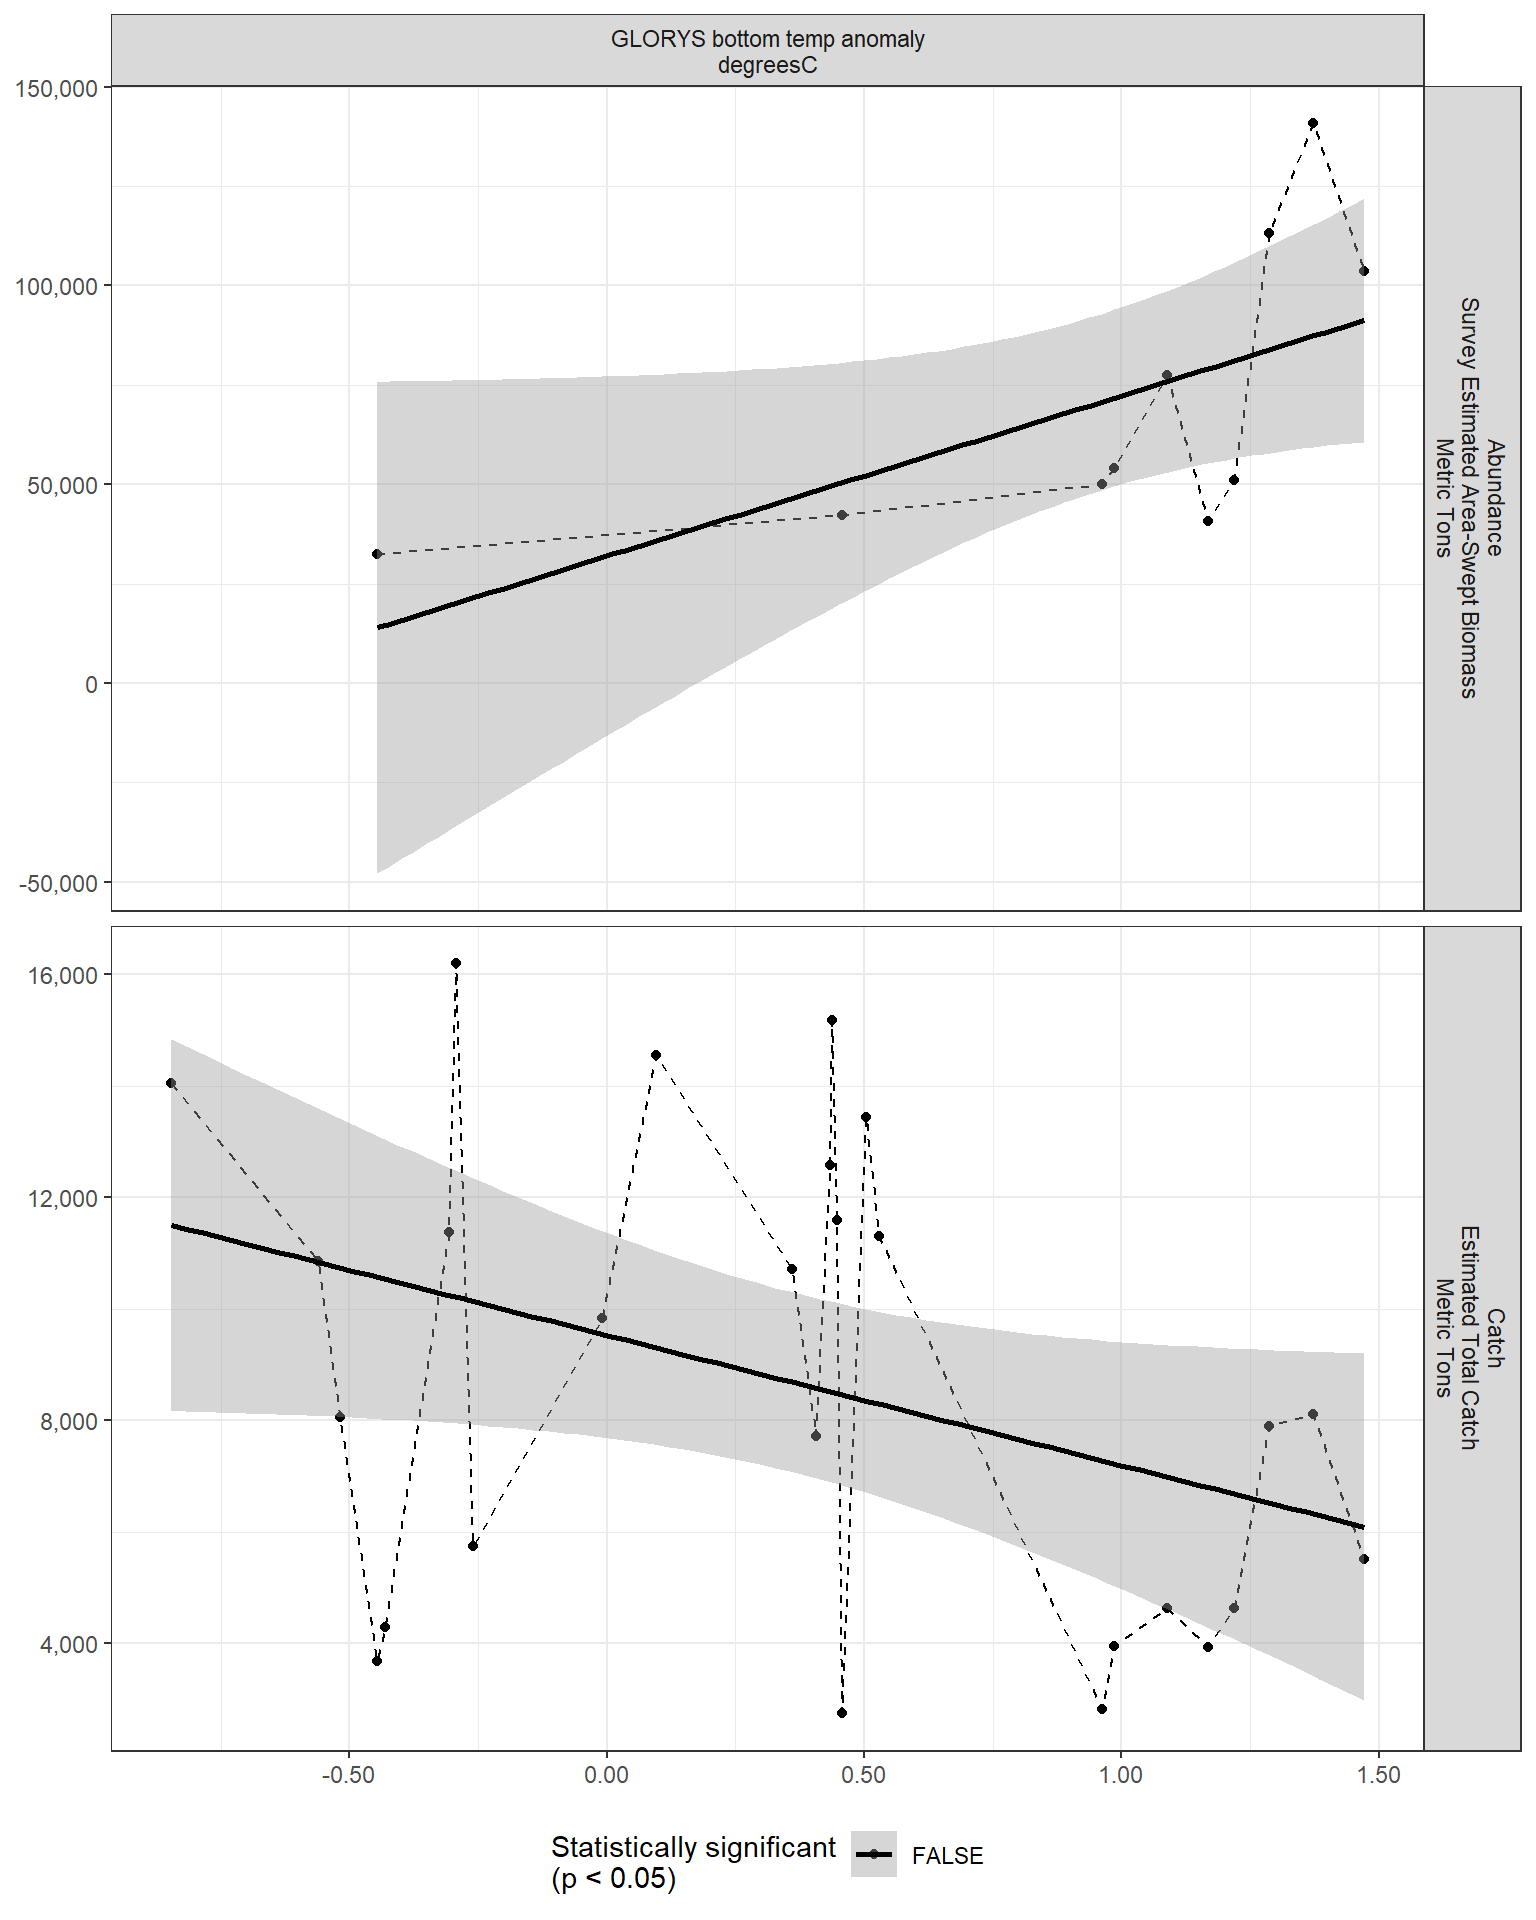 GLORYS bottom temp anomaly
degreesC
150,000
100,000
50,000
0
-50,000
Abundance
Survey Estimated Area-Swept Biomass
Metric Tons
16,000
12,000
8,000
4,000
Catch
Estimated Total Catch
Metric Tons
-0.50
0.00
0.50
1.00
1.50
Statistically significant
(p < 0.05)
FALSE